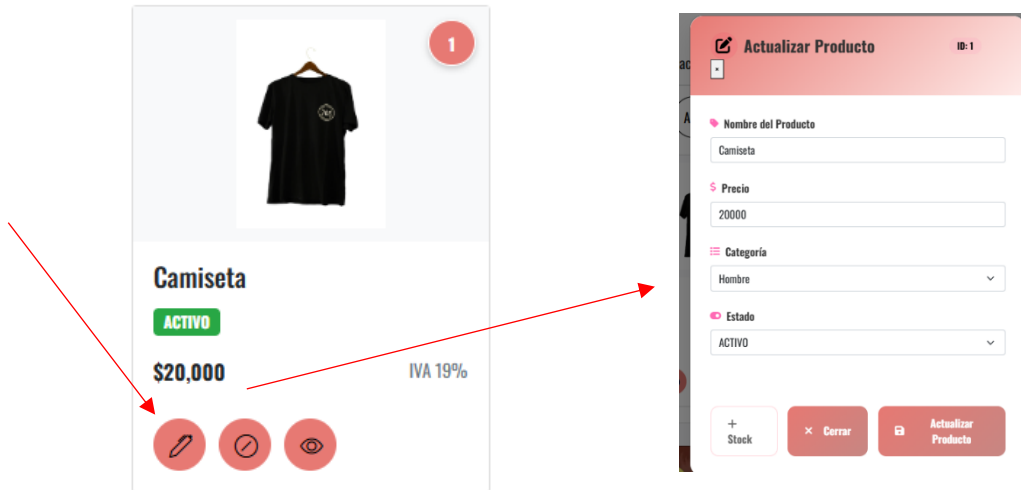 1
Camiseta
ACTIVO
$20,000
IVA 19%
Actualizar Producto
ID: 1
Nombre del Producto
Camiseta
$ Precio
20000
Categoría
Hombre
Estado
ACTIVO
+
Stock
× Cerrar
Actualizar
Producto